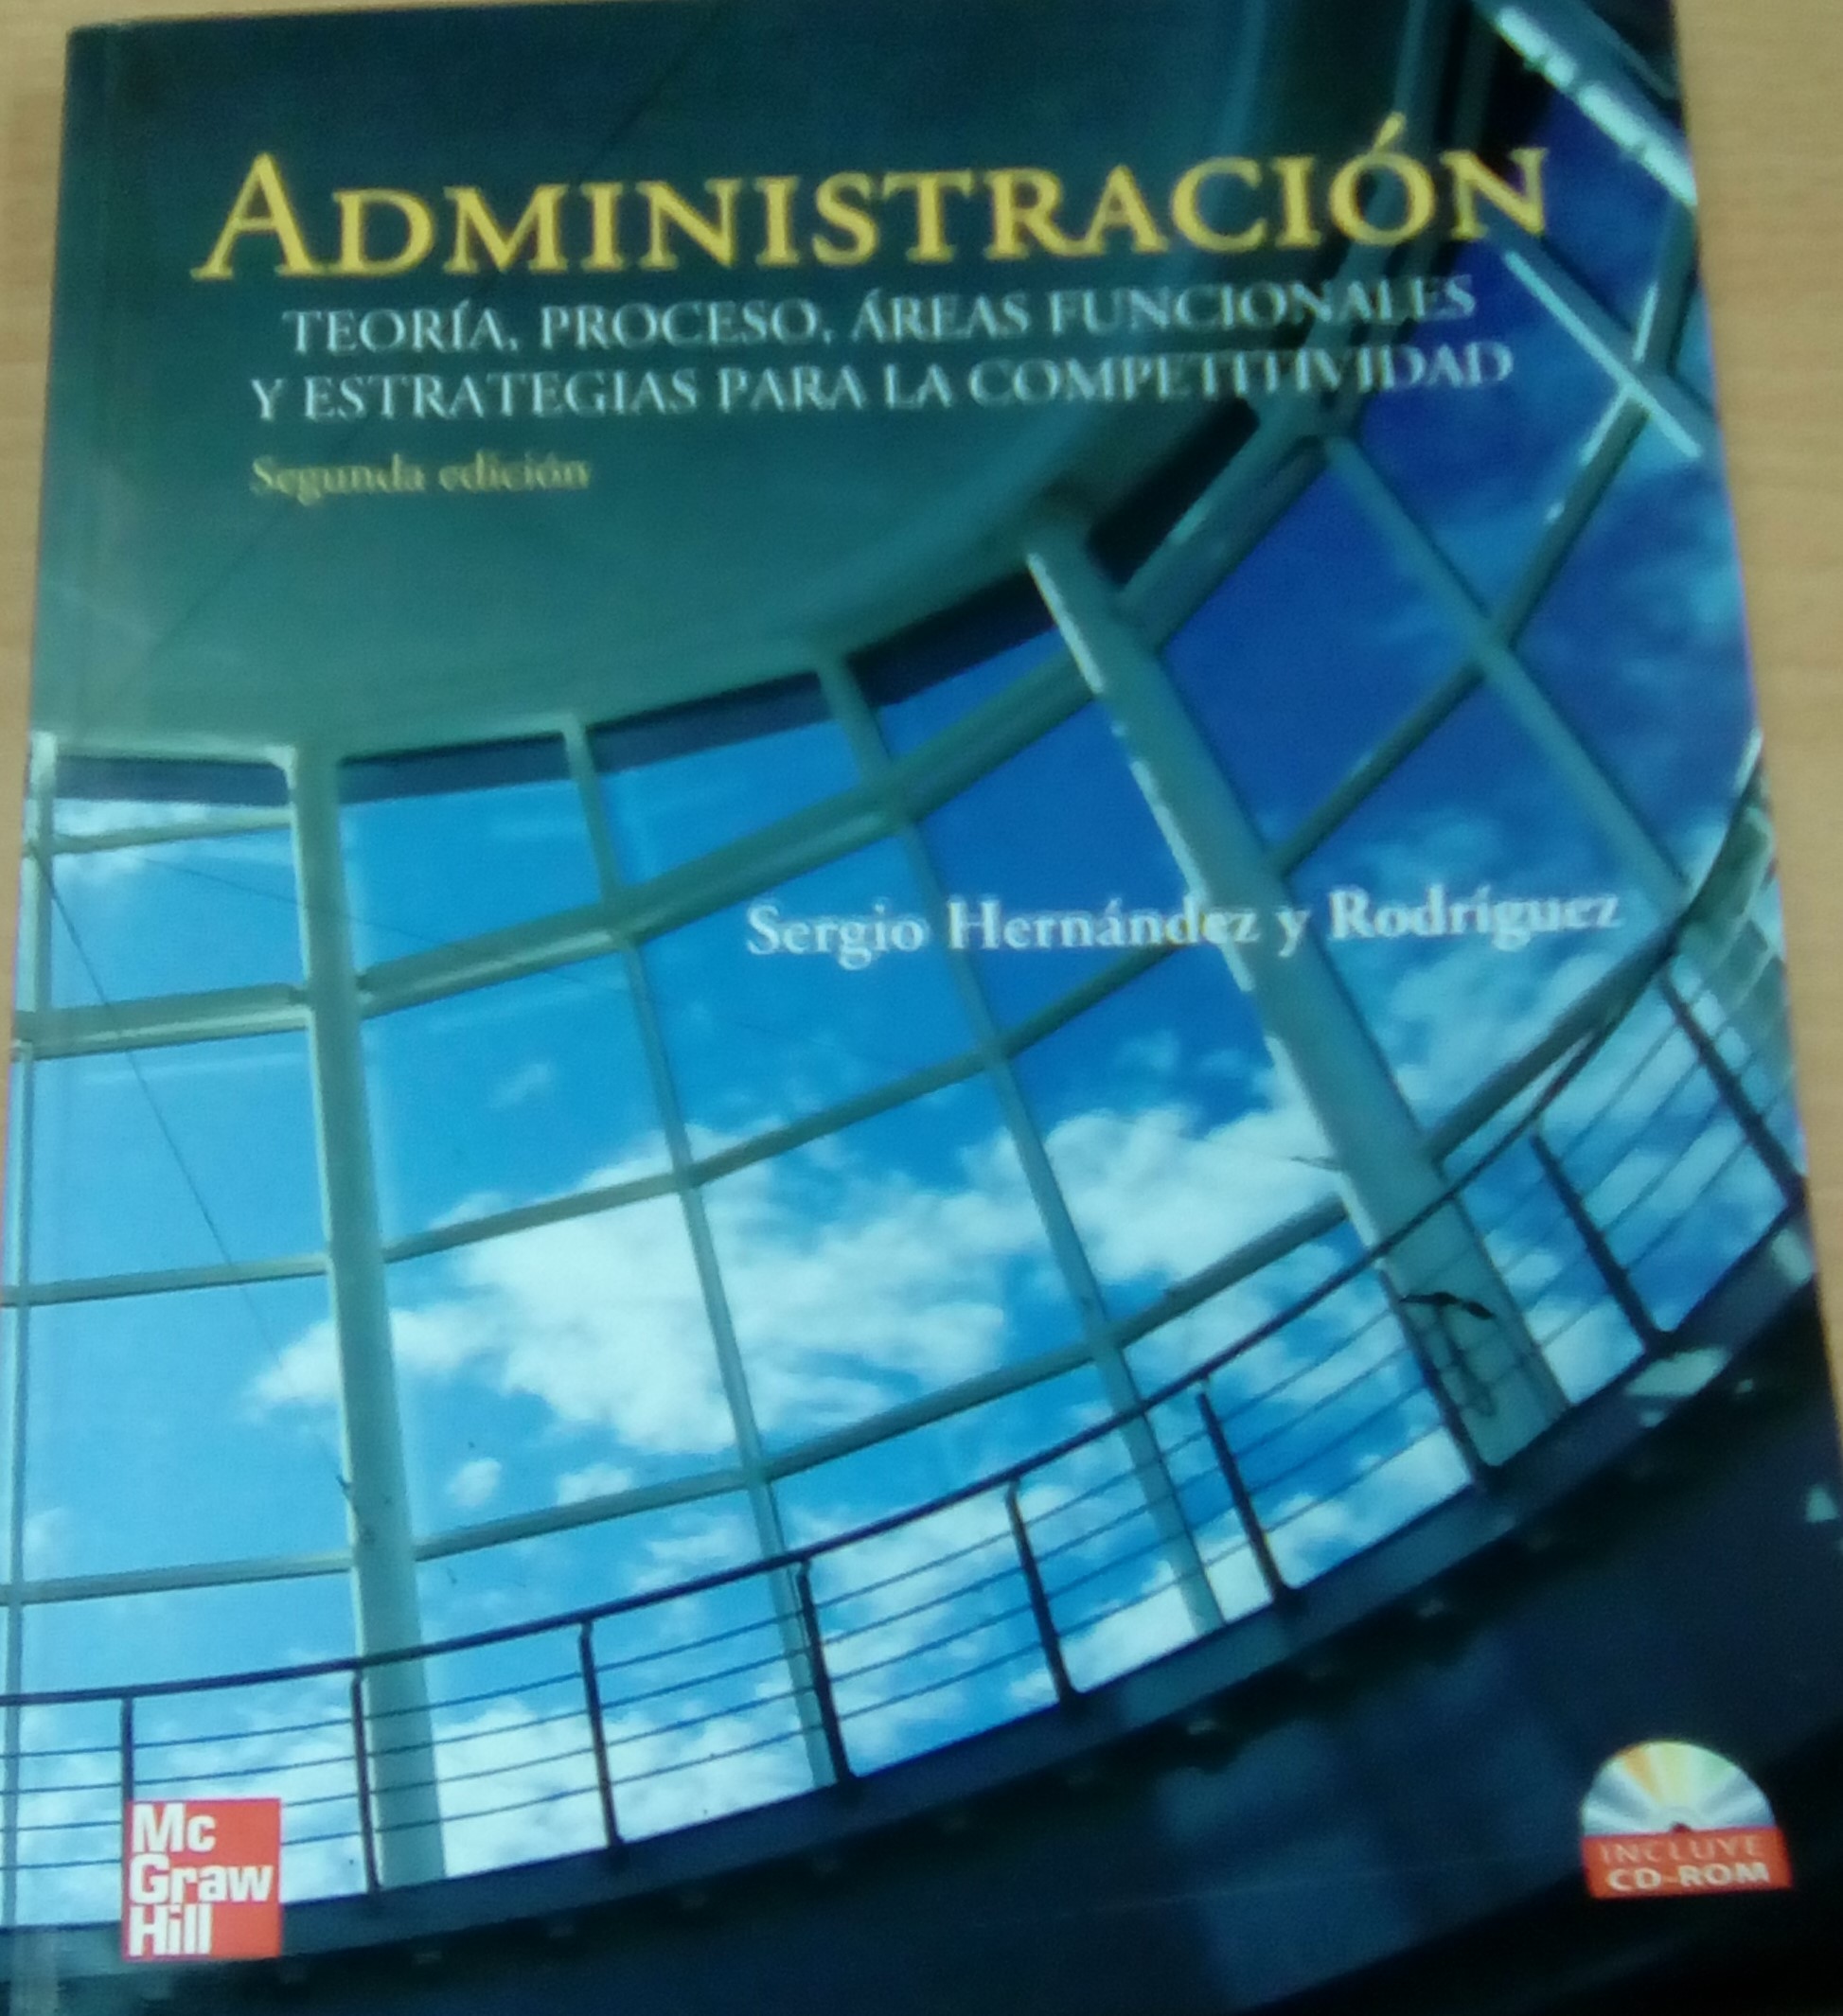 ADMINISTRACIÓN
TEORÍA, PROCESO, ÁREAS FUNCIONALES
Y ESTRATEGIAS PARA LA COMPETITIVIDAD
Segunda edición
Sergio Hernández y Rodríguez
Mc
Graw
Hill
INCLUYE
CD-ROM